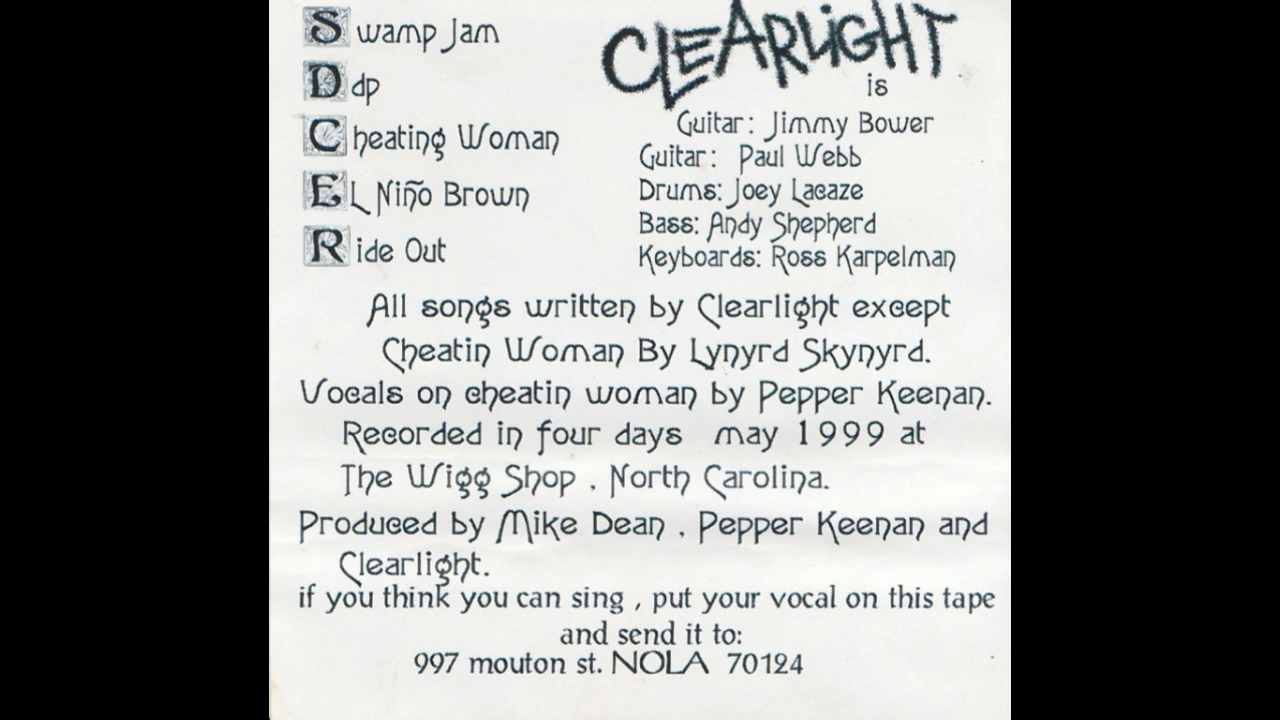 Swamp Jam
Ddp
Cheating Woman
EL Niño Brown
Ride Out
CLEARLiGHT
is
Guitar: Jimmy Bower
Guitar: Paul Webb
Drums: Joey Lacaze
Bass: Andy Shepherd
Keyboards: Ross Karpelman
All songs written by Clearlight except
Cheatin Woman By Lynyrd Skynyrd.
Vocals on cheatin woman by Pepper Keenan.
Recorded in four days may 1999 at
The Wigg Shop , North Carolina.
Produced by Mike Dean , Pepper Keenan and
Clearlight.
if you think you can sing , put your vocal on this tape
and send it to:
997 mouton st. NOLA 70124